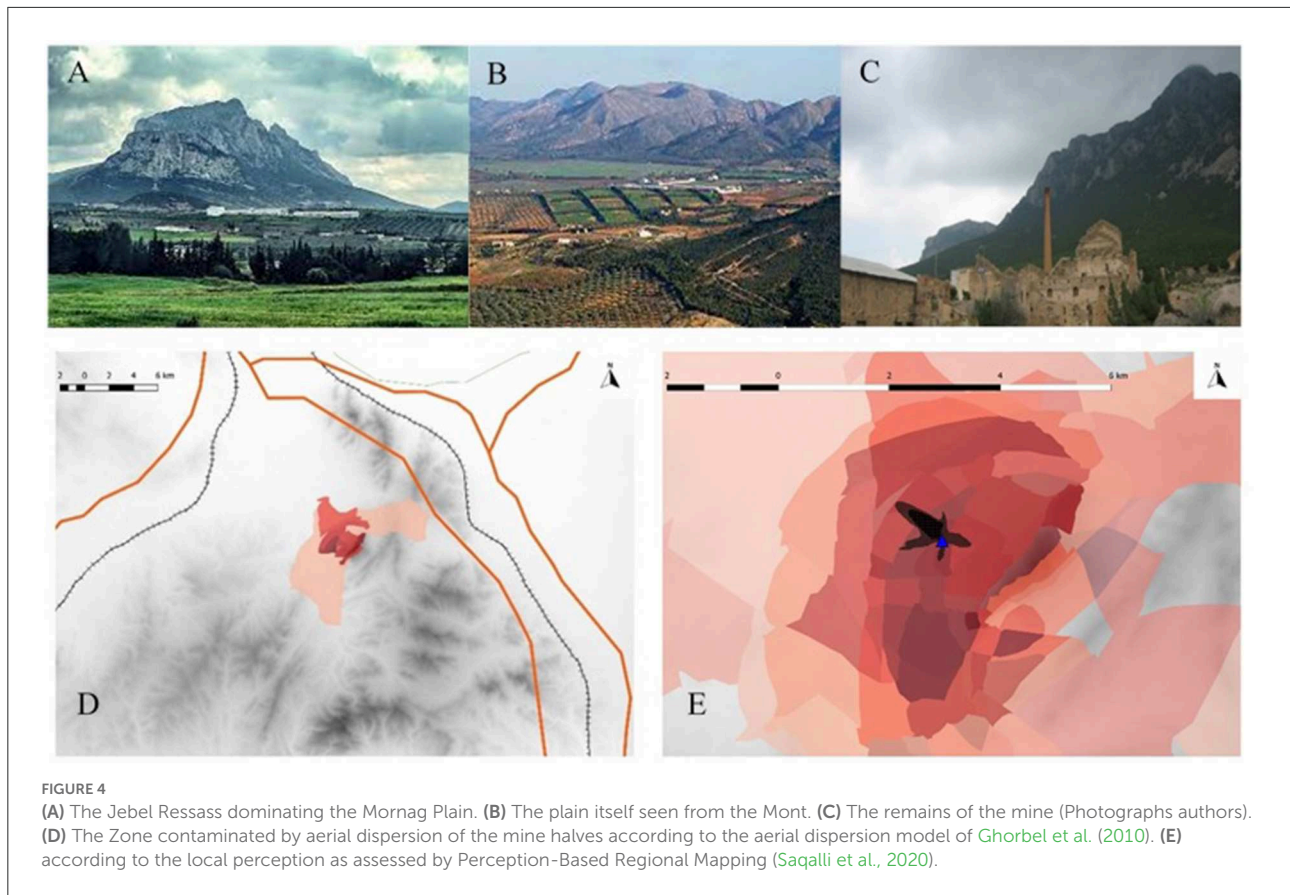 A
B
C
2 0 2 4 6 km
N
D
2 0 2 4 6 km
N
E
FIGURE 4
(A) The Jebel Ressass dominating the Mornag Plain. (B) The plain itself seen from the Mont. (C) The remains of the mine (Photographs authors).
(D) The Zone contaminated by aerial dispersion of the mine halves according to the aerial dispersion model of Ghorbel et al. (2010). (E)
according to the local perception as assessed by Perception-Based Regional Mapping (Saqalli et al., 2020).